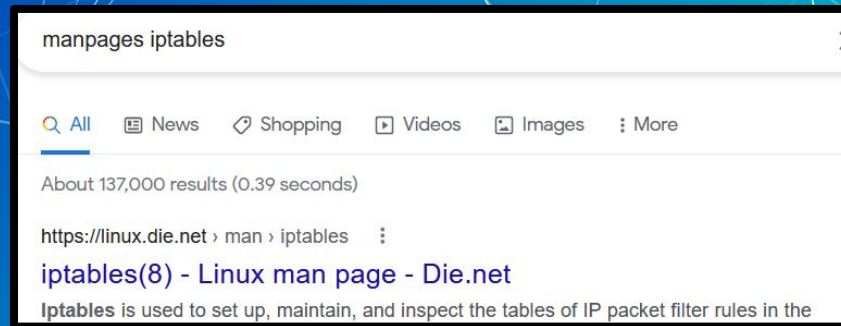 manpages iptables
All News Shopping Videos Images More
About 137,000 results (0.39 seconds)
https://linux.die.net › man › iptables
iptables(8) - Linux man page - Die.net
Iptables is used to set up, maintain, and inspect the tables of IP packet filter rules in the